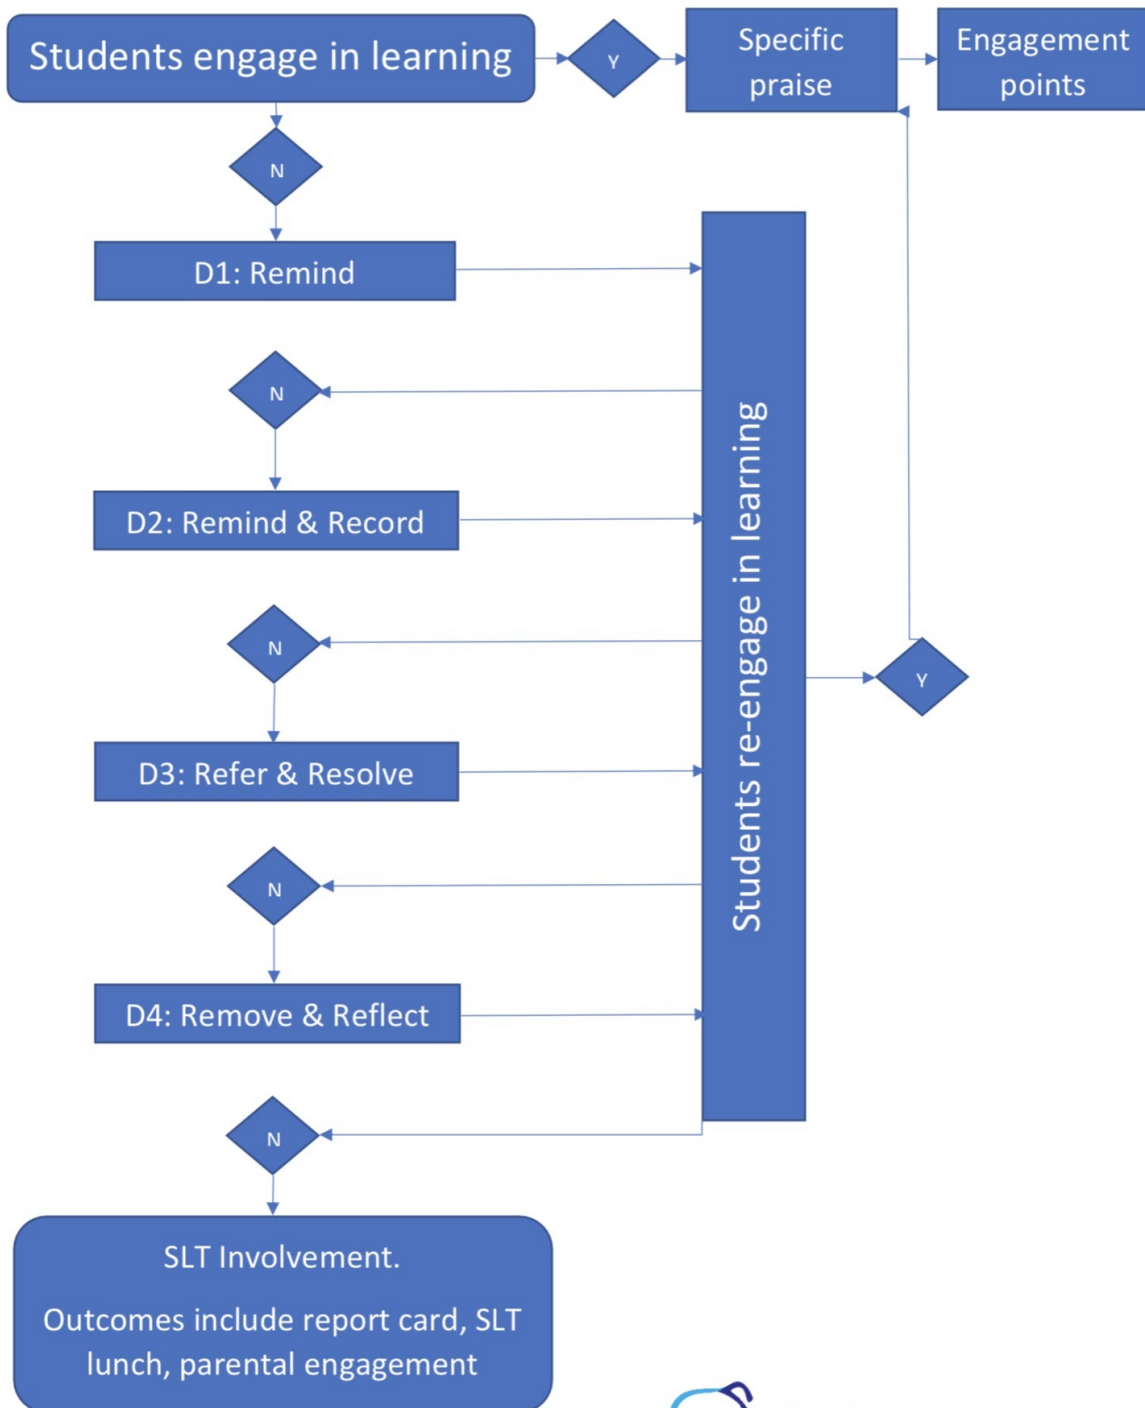 Students engage in learning
Y
Specific
praise
Engagement
points
N
D1: Remind
N
D2: Remind & Record
N
D3: Refer & Resolve
N
D4: Remove & Reflect
Students re-engage in learning
Y
N
SLT Involvement.
Outcomes include report card, SLT
lunch, parental engagement